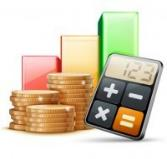 123
+ −
× =